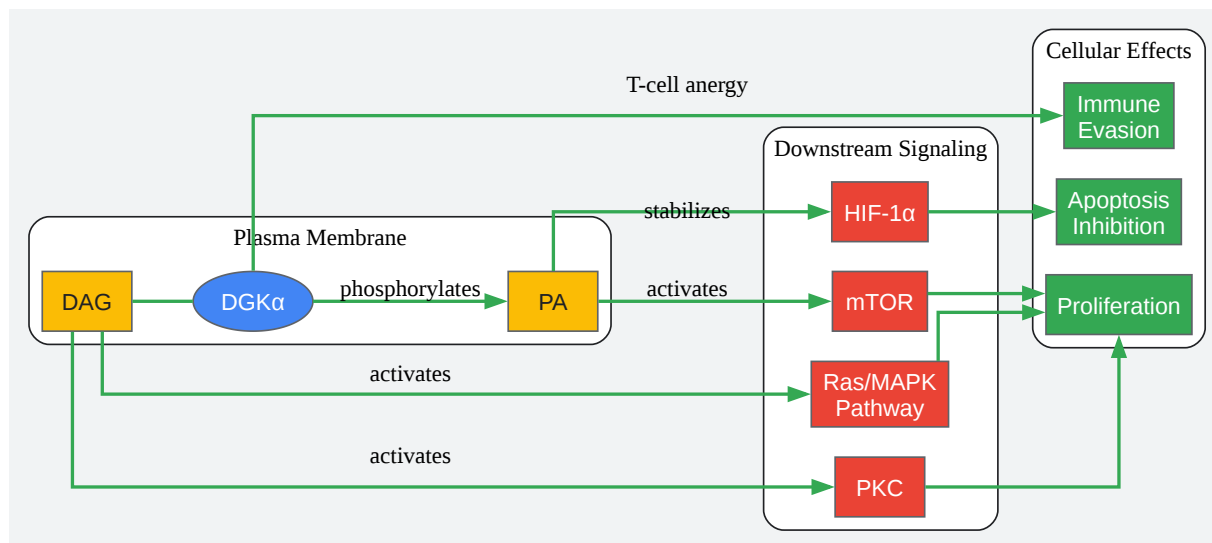 Cellular Effects
T-cell anergy
Immune
Evasion
Downstream Signaling
stabilizes
HIF-1α
Apoptosis
Inhibition
Plasma Membrane
DAG
DGKα
phosphorylates
PA
activates
mTOR
Proliferation
activates
Ras/MAPK
Pathway
activates
PKC